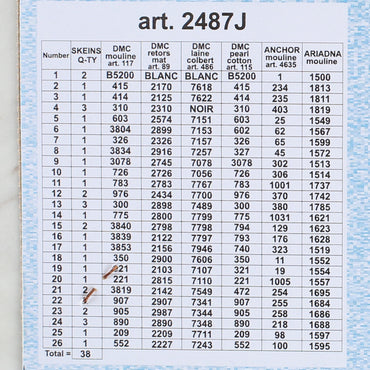 art. 2487J
Number SKEINS Q-TY DMC mouline art. 117 DMC retors mat art. 89 DMC laine colbert art. 486 DMC pearl cotton art. 115 ANCHOR mouline art. 4635 ARIADNA mouline
1 2 B5200 BLANC BLANC B5200 1 1500
2 1 415 2170 7618 415 234 1813
3 1 414 2125 7622 414 235 1811
4 3 310 2310 NOIR 310 403 1819
5 1 603 2574 7151 603 25 1549
6 1 3804 2899 7153 602 62 1567
7 1 326 2326 7157 326 65 1599
8 1 3834 2916 7257 327 45 1572
9 1 3078 2745 7078 3078 302 1513
10 1 726 2726 7056 726 306 1514
11 1 783 2783 7767 783 1001 1737
12 2 976 2434 7700 976 370 1742
13 3 300 2898 7489 300 380 1785
14 1 775 2800 7799 775 1031 1621
15 2 3840 2798 7798 794 129 1623
16 1 3839 2122 7797 793 176 1628
17 1 3853 2156 7946 740 323 1519
18 1 350 2900 7606 350 11 1552
19 1 321 2103 7107 321 19 1554
20 1 221 2815 7110 221 1005 1557
21 2 3819 2142 7549 472 254 1695
22 907 2907 7341 907 255 1684
23 2 905 2987 7344 905 258 1686
24 3 890 2890 7348 890 218 1688
25 1 209 2209 7711 209 98 1597
26 1 552 2227 7243 552 100 1595
Total = 38